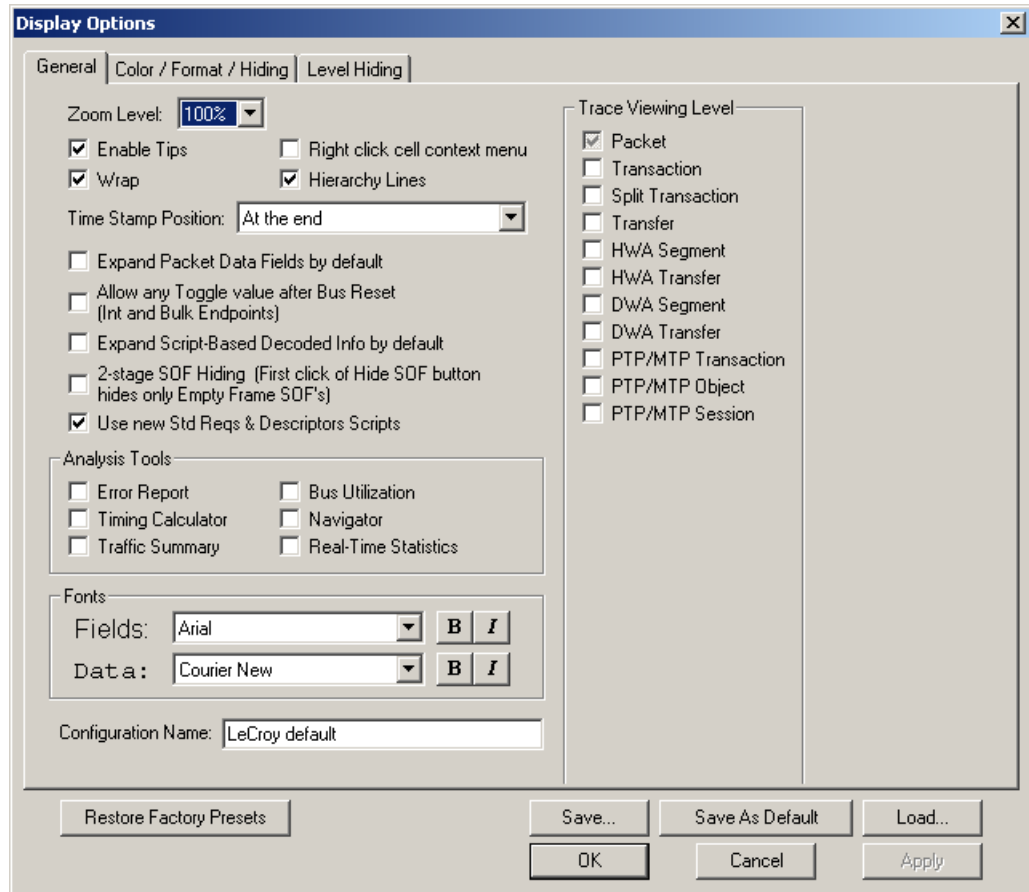 Display Options
General
Color / Format / Hiding
Level Hiding
Zoom Level: 100%
Enable Tips
Right click cell context menu
Wrap
Hierarchy Lines
Time Stamp Position: At the end
Expand Packet Data Fields by default
Allow any Toggle value after Bus Reset
(Int and Bulk Endpoints)
Expand Script-Based Decoded Info by default
2-stage SOF Hiding (First click of Hide SOF button
hides only Empty Frame SOF's)
Use new Std Reqs & Descriptors Scripts
Analysis Tools
Error Report
Bus Utilization
Timing Calculator
Navigator
Traffic Summary
Real-Time Statistics
Fonts
Fields: Arial B I
Data: Courier New B I
Configuration Name: LeCroy default
Trace Viewing Level
Packet
Transaction
Split Transaction
Transfer
HWA Segment
HWA Transfer
DWA Segment
DWA Transfer
PTP/MTP Transaction
PTP/MTP Object
PTP/MTP Session
Restore Factory Presets
Save...
Save As Default
Load...
OK
Cancel
Apply